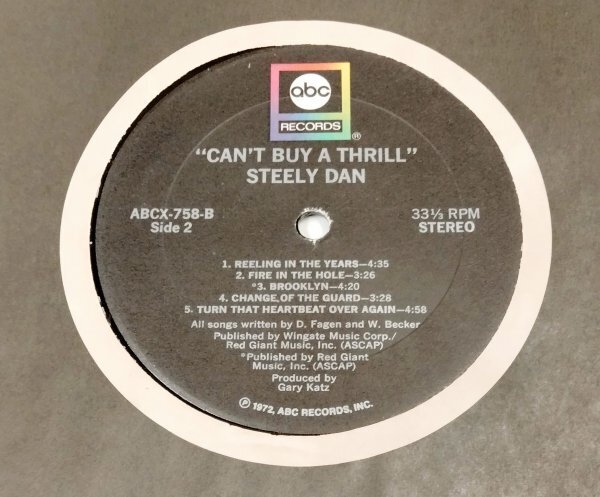 abc
RECORDS
®
"CAN'T BUY A THRILL"
STEELY DAN
ABCX-758-B
Side 2
33⅓ RPM
STEREO
1. REELING IN THE YEARS—4:35
2. FIRE IN THE HOLE—3:26
*3. BROOKLYN—4:20
4. CHANGE OF THE GUARD—3:28
5. TURN THAT HEARTBEAT OVER AGAIN—4:58
All songs written by D. Fagen and W. Becker
Published by Wingate Music Corp./
Red Giant Music, Inc. (ASCAP)
*Published by Red Giant
Music, Inc. (ASCAP)
Produced by
Gary Katz
℗ 1972, ABC RECORDS, INC.